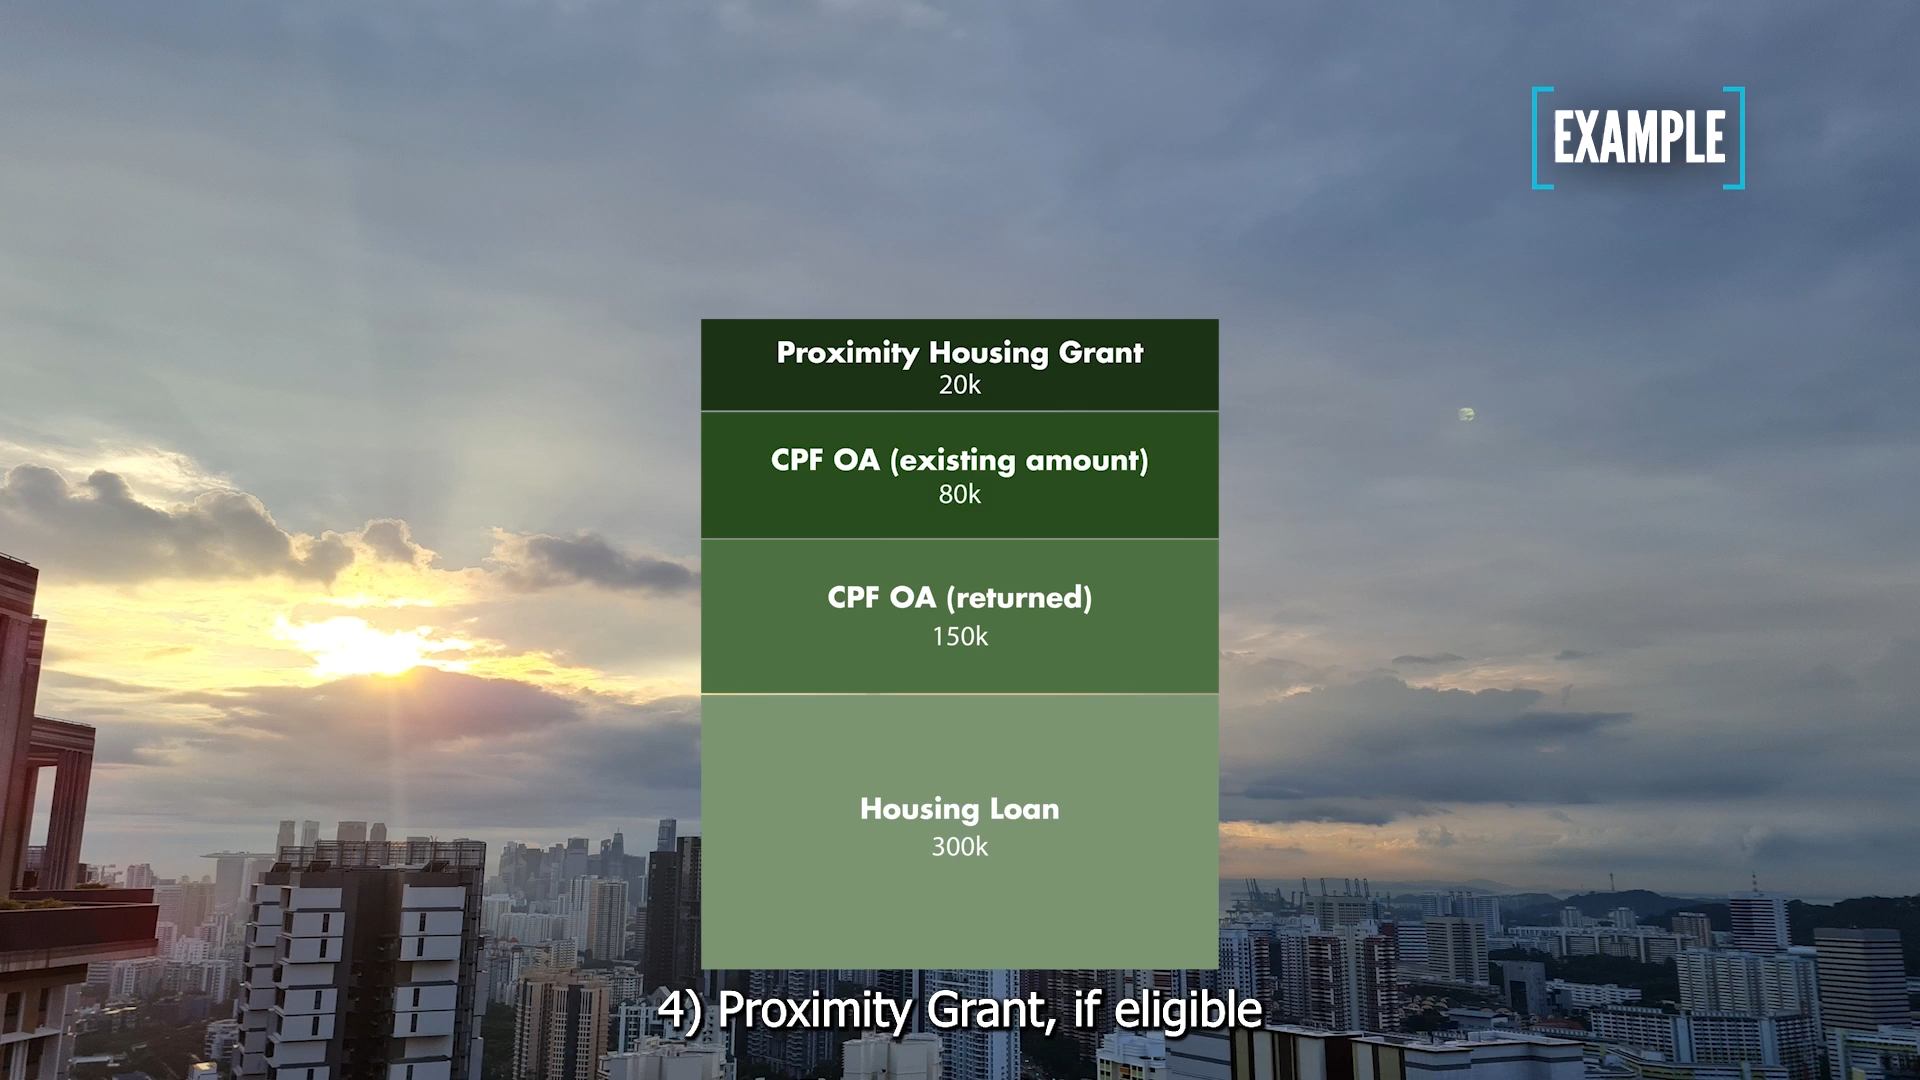 EXAMPLE
Proximity Housing Grant
20k
CPF OA (existing amount)
80k
CPF OA (returned)
150k
Housing Loan
300k
4) Proximity Grant, if eligible